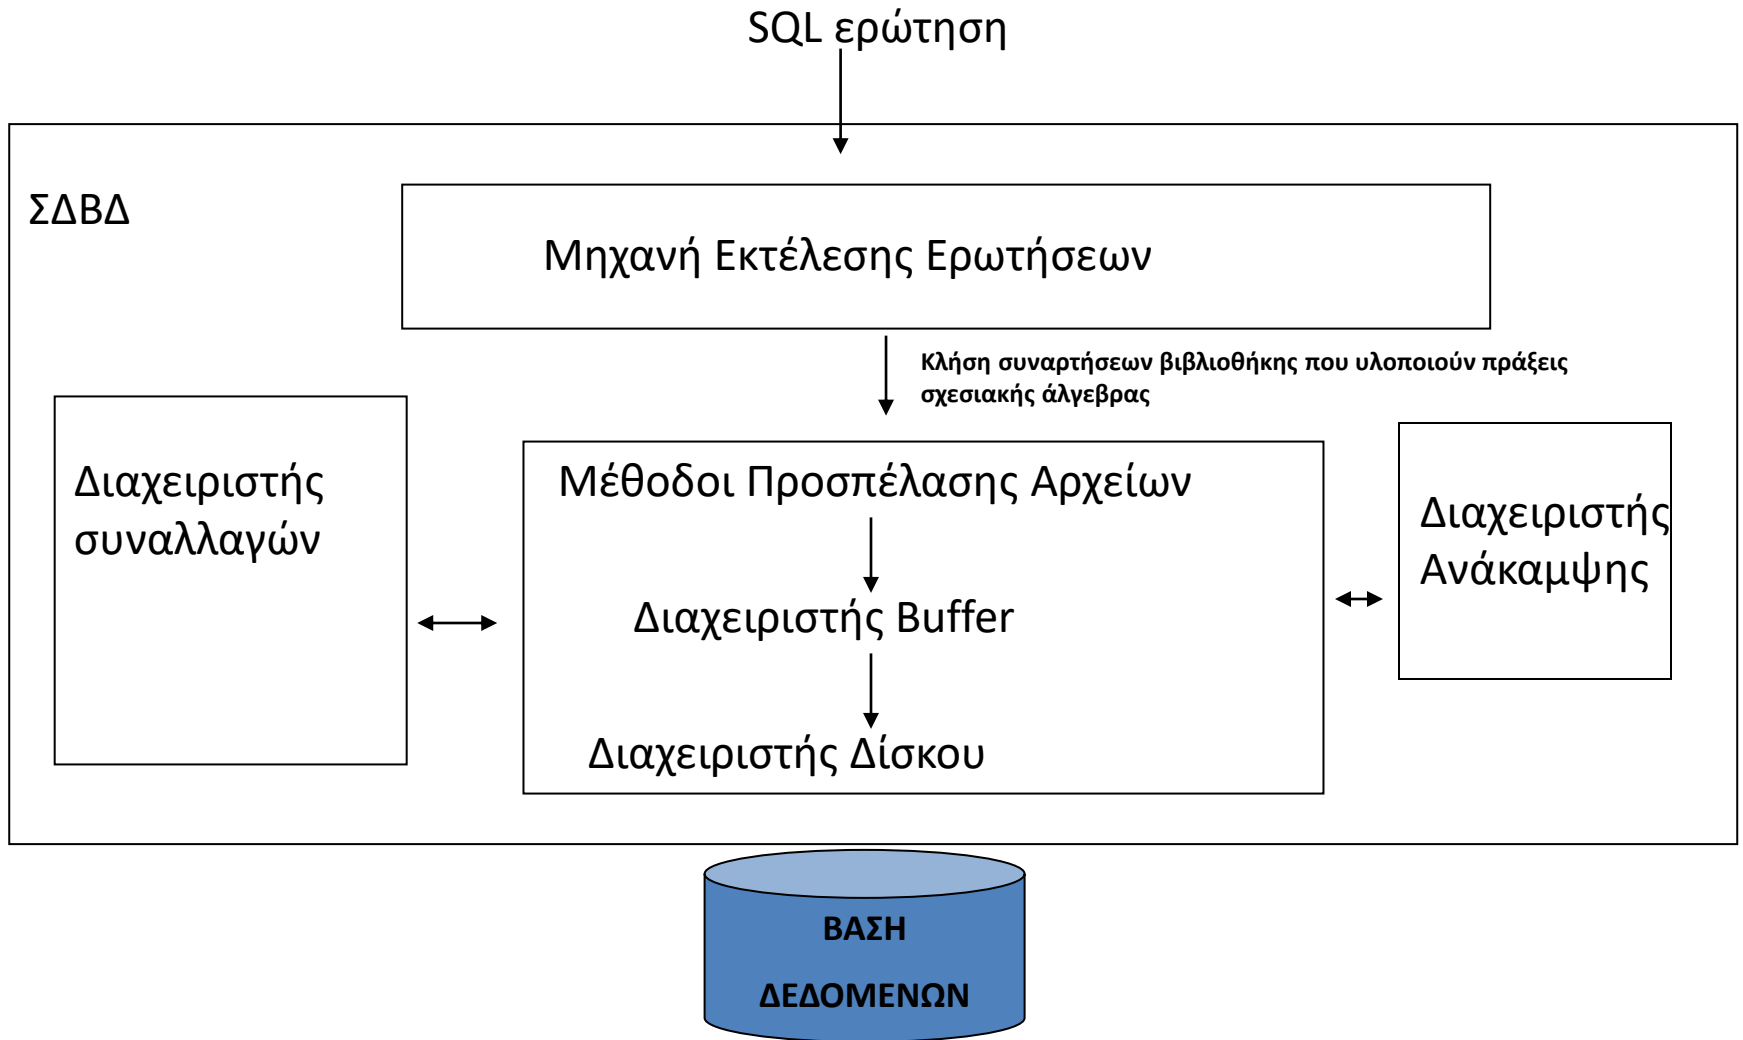 SQL ερώτηση
ΣΔΒΔ
Μηχανή Εκτέλεσης Ερωτήσεων
Κλήση συναρτήσεων βιβλιοθήκης που υλοποιούν πράξεις
σχεσιακής άλγεβρας
Διαχειριστής
συναλλαγών
Μέθοδοι Προσπέλασης Αρχείων
Διαχειριστής Buffer
Διαχειριστής Δίσκου
Διαχειριστής
Ανάκαμψης
ΒΑΣΗ
ΔΕΔΟΜΕΝΩΝ